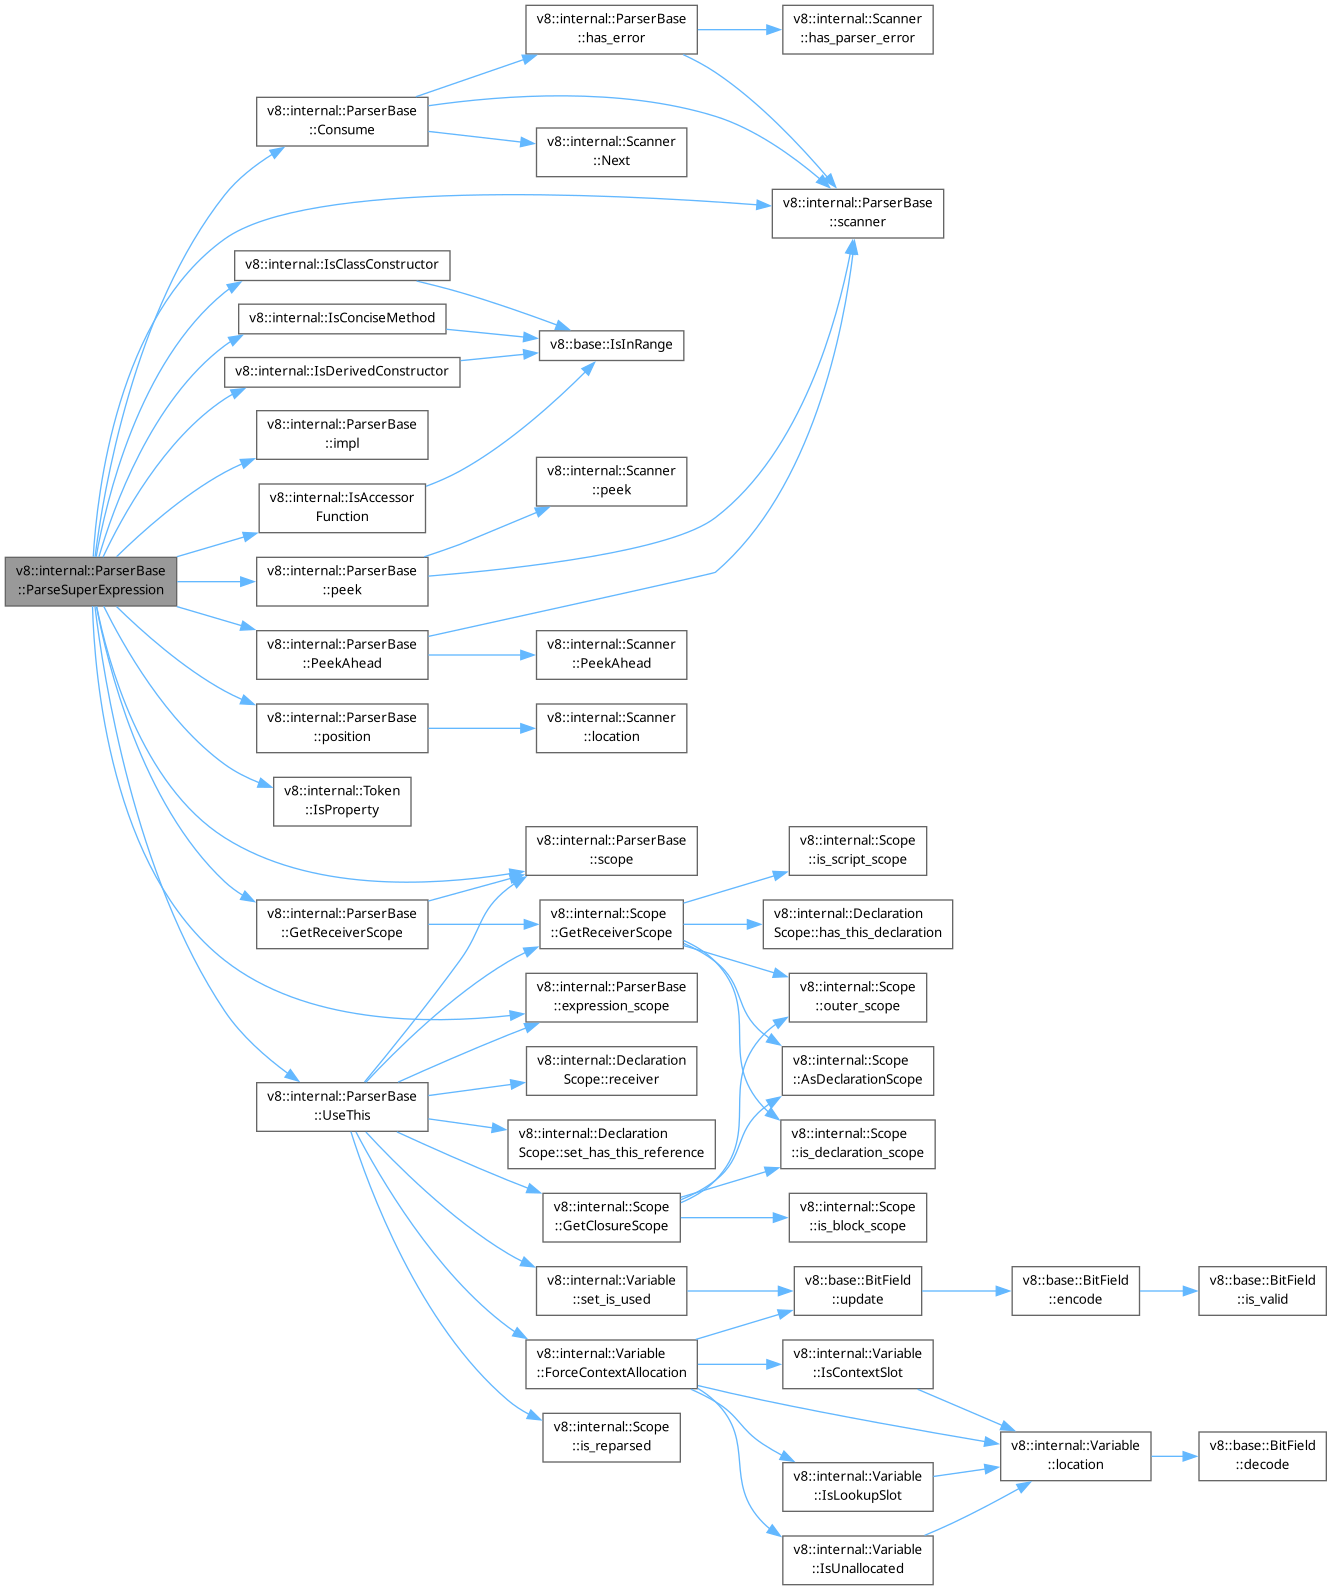 v8::internal::ParserBase
::has_error
v8::internal::Scanner
::has_parser_error
v8::internal::ParserBase
::Consume
v8::internal::Scanner
::Next
v8::internal::ParserBase
::scanner
v8::internal::IsClassConstructor
v8::internal::IsConciseMethod
v8::base::IsInRange
v8::internal::IsDerivedConstructor
v8::internal::ParserBase
::impl
v8::internal::Scanner
::peek
v8::internal::IsAccessor
Function
v8::internal::ParserBase
::ParseSuperExpression
v8::internal::ParserBase
::peek
v8::internal::ParserBase
::PeekAhead
v8::internal::Scanner
::PeekAhead
v8::internal::ParserBase
::position
v8::internal::Scanner
::location
v8::internal::Token
::IsProperty
v8::internal::ParserBase
::scope
v8::internal::Scope
::is_script_scope
v8::internal::ParserBase
::GetReceiverScope
v8::internal::Scope
::GetReceiverScope
v8::internal::Declaration
Scope::has_this_declaration
v8::internal::ParserBase
::expression_scope
v8::internal::Scope
::outer_scope
v8::internal::Declaration
Scope::receiver
v8::internal::Scope
::AsDeclarationScope
v8::internal::ParserBase
::UseThis
v8::internal::Declaration
Scope::set_has_this_reference
v8::internal::Scope
::is_declaration_scope
v8::internal::Scope
::GetClosureScope
v8::internal::Scope
::is_block_scope
v8::internal::Variable
::set_is_used
v8::base::BitField
::update
v8::base::BitField
::encode
v8::base::BitField
::is_valid
v8::internal::Variable
::ForceContextAllocation
v8::internal::Variable
::IsContextSlot
v8::internal::Scope
::is_reparsed
v8::internal::Variable
::location
v8::base::BitField
::decode
v8::internal::Variable
::IsLookupSlot
v8::internal::Variable
::IsUnallocated